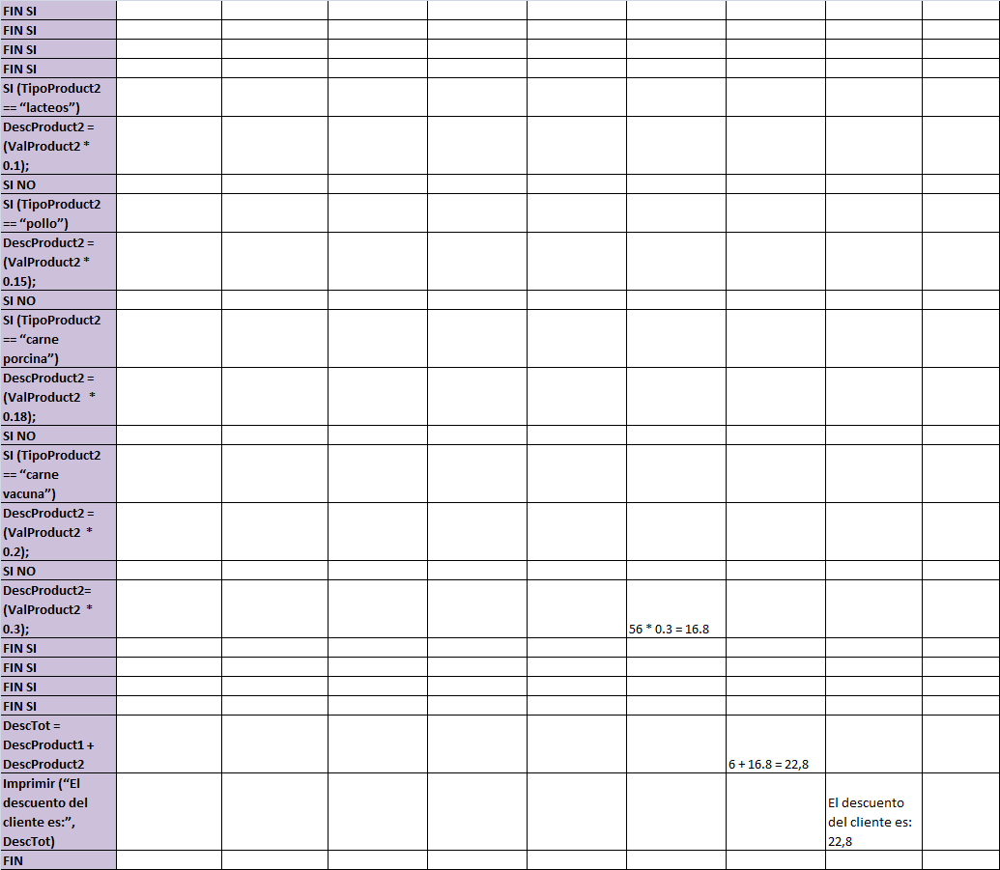 FIN SI
FIN SI
FIN SI
FIN SI
SI (TipoProduct2
== “lacteos”)
DescProduct2 =
(ValProduct2 *
0.1);
SI NO
SI (TipoProduct2
== “pollo”)
DescProduct2 =
(ValProduct2 *
0.15);
SI NO
SI (TipoProduct2
== “carne
porcina”)
DescProduct2 =
(ValProduct2 *
0.18);
SI NO
SI (TipoProduct2
== “carne
vacuna”)
DescProduct2 =
(ValProduct2 *
0.2);
SI NO
DescProduct2=
(ValProduct2 *
0.3);
56 * 0.3 = 16.8
FIN SI
FIN SI
FIN SI
FIN SI
DescTot =
DescProduct1 +
DescProduct2
6 + 16.8 = 22,8
Imprimir (“El
descuento del
cliente es:”,
DescTot)
El descuento
del cliente es:
22,8
FIN